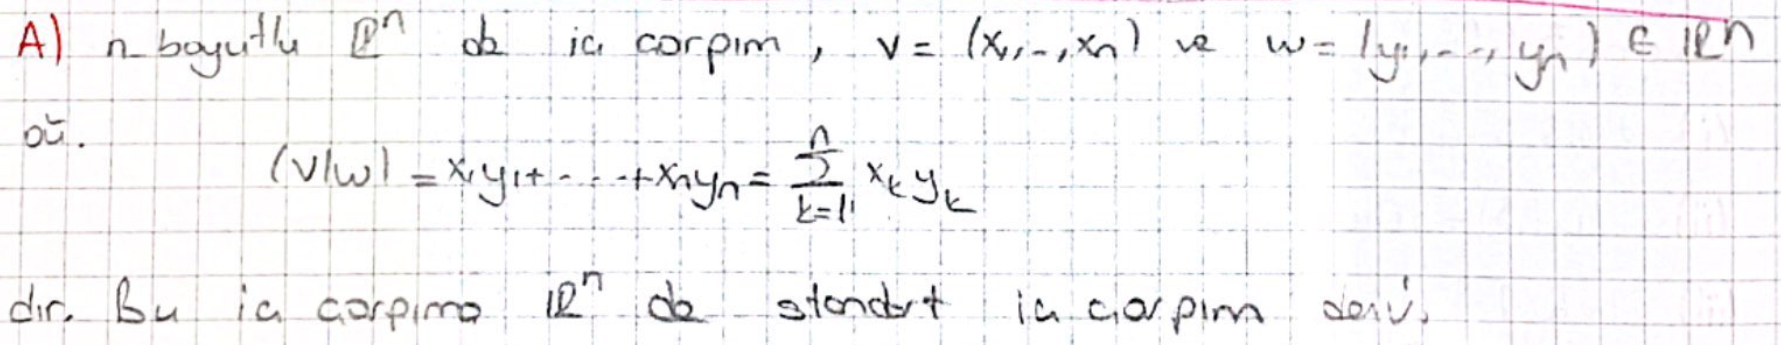 A) n-boyutlu ℝⁿ de iç çarpım, v = (x₁,..,xₙ) ve w = (y₁,..., yₙ) ∈ ℝⁿ
oü.
(v|w) = x₁y₁ + ---- + xₙyₙ = ∑ₖ₌₁ⁿ xₖyₖ
dir. Bu iç çarpıma ℝⁿ de standart iç çarpım denir.